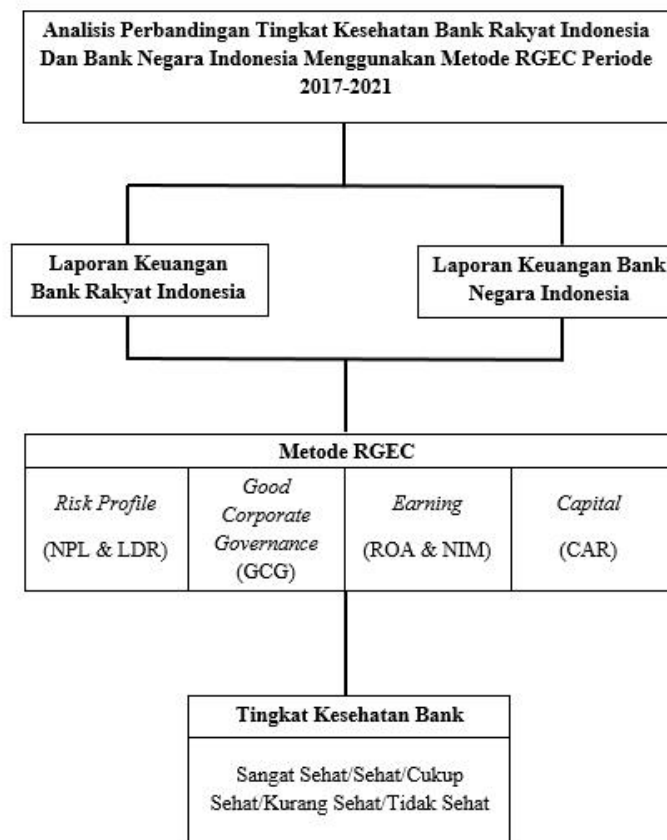 Analisis Perbandingan Tingkat Kesehatan Bank Rakyat Indonesia
Dan Bank Negara Indonesia Menggunakan Metode RGEC Periode
2017-2021
Laporan Keuangan
Bank Rakyat Indonesia
Laporan Keuangan Bank
Negara Indonesia
Metode RGEC
Risk Profile
(NPL & LDR)
Good
Corporate
Governance
(GCG)
Earning
(ROA & NIM)
Capital
(CAR)
Tingkat Kesehatan Bank
Sangat Sehat/Sehat/Cukup
Sehat/Kurang Sehat/Tidak Sehat